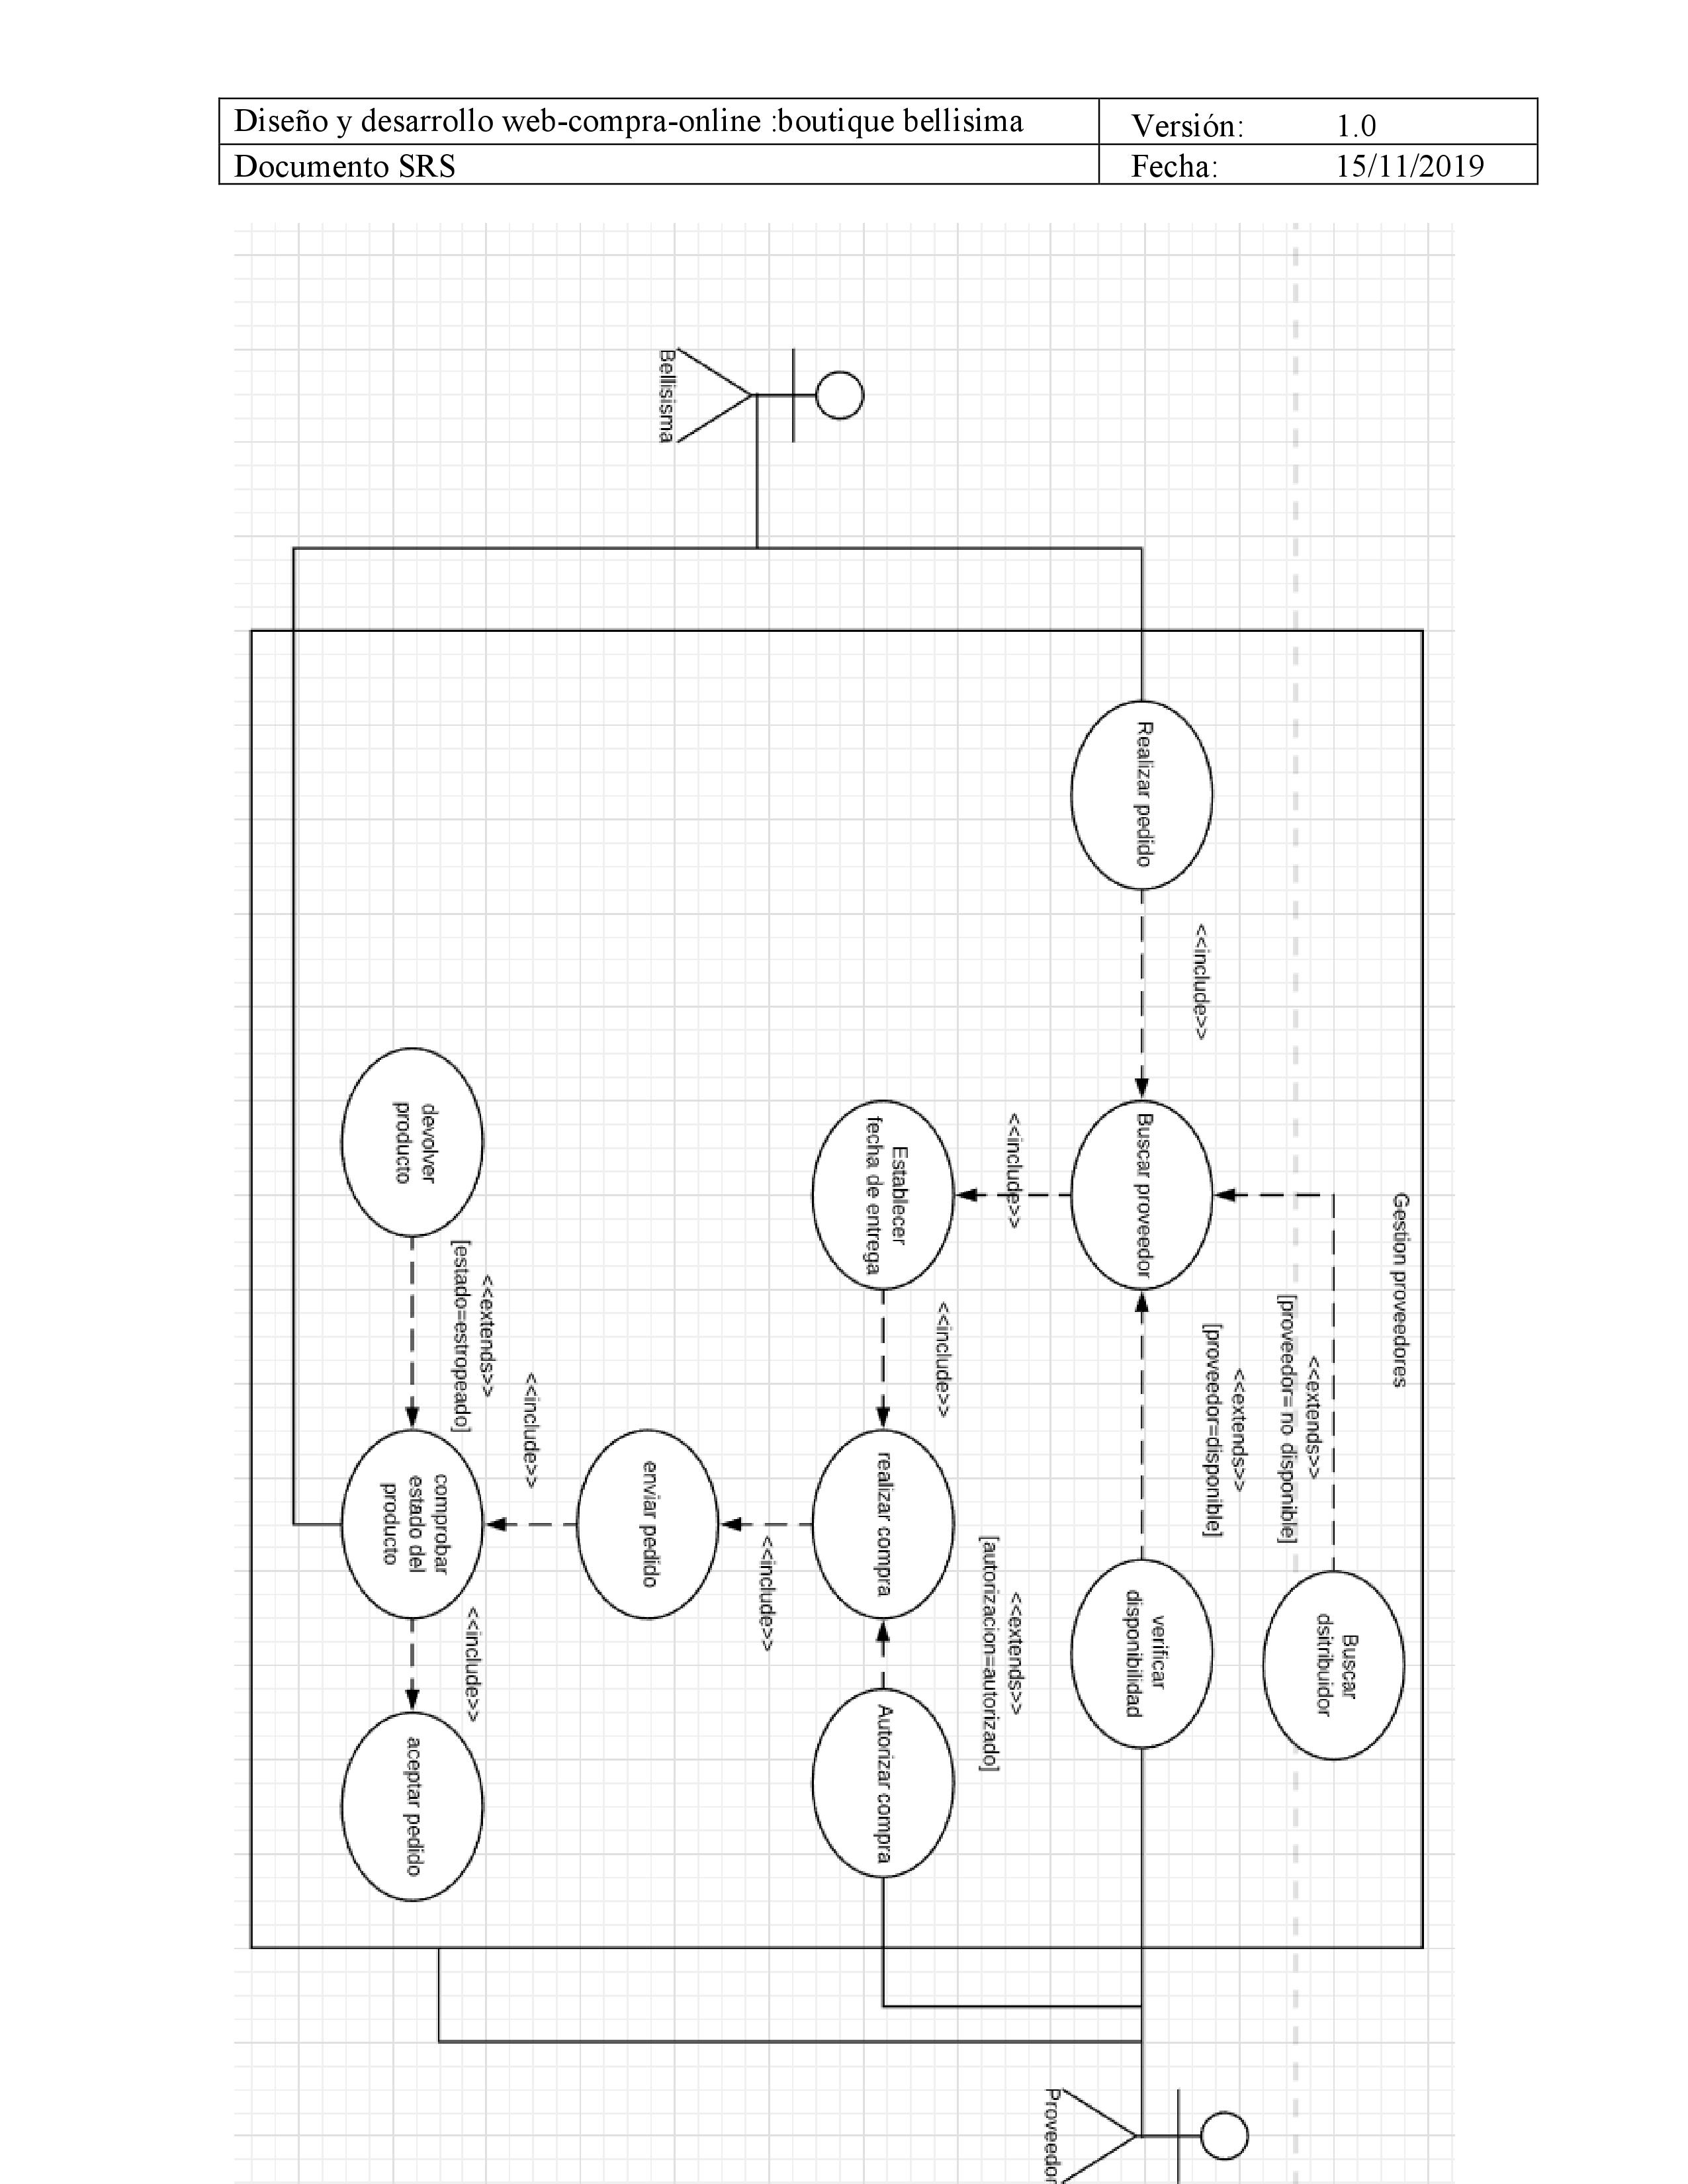 Diseño y desarrollo web-compra-online :boutique bellisima
Versión: 1.0
Documento SRS
Fecha: 15/11/2019
Gestion proveedores
Bellisisma
Realizar pedido
<<include>>
Buscar proveedor
<<extends>>
[proveedor= no disponible]
Buscar
dsitribuidor
<<extends>>
[proveedor=disponible]
verificar
disponibilidad
<<include>>
Establecer
fecha de entrega
<<include>>
realizar compra
<<extends>>
[autorizacion=autorizado]
Autorizar compra
<<include>>
enviar pedido
<<include>>
devolver
producto
<<extends>>
[estado=estropeado]
comprobar
estado del
producto
<<include>>
aceptar pedido
Proveedor